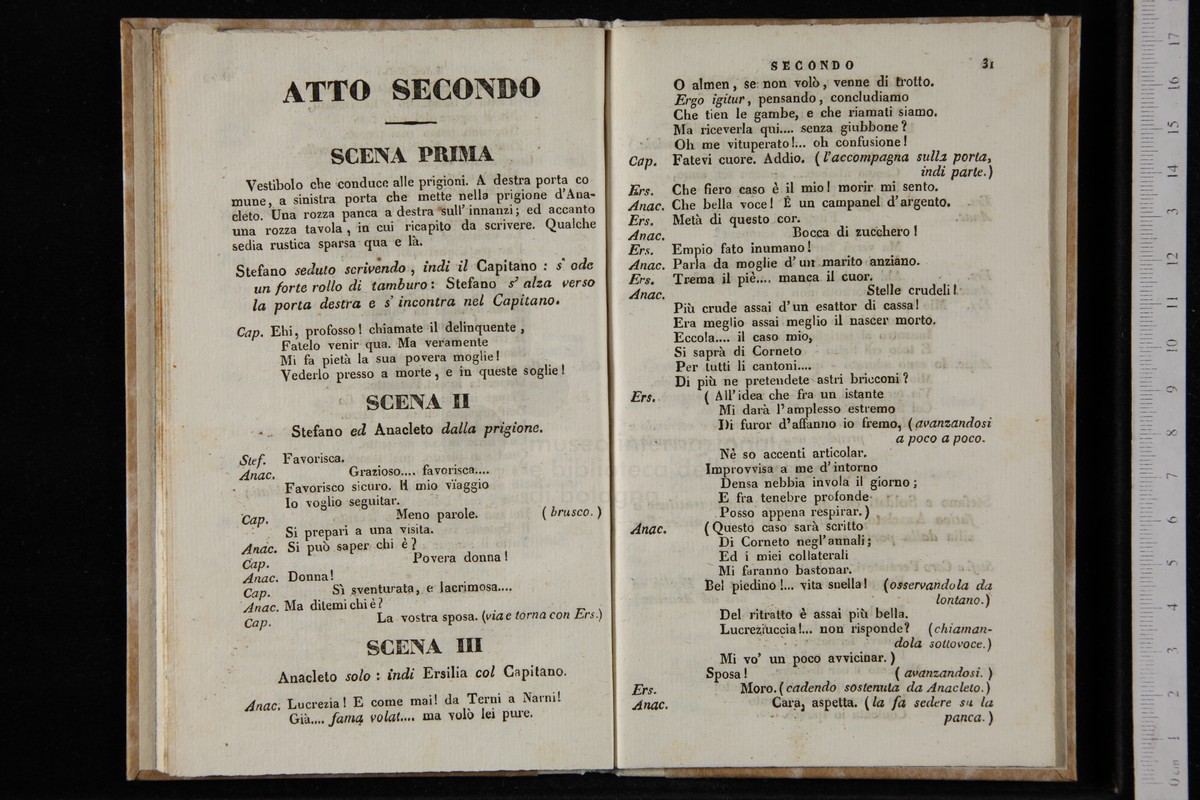 ATTO SECONDO
SCENA PRIMA
Vestibolo che conduce alle prigioni. A destra porta co
mune, a sinistra porta che mette nella prigione d'Ana-
cleto. Una rozza panca a destra sull'innanzi; ed accanto
una rozza tavola, in cui ricapito da scrivere. Qualche
sedia rustica sparsa qua e là.
Stefano seduto scrivendo, indi il Capitano: s'ode
un forte rollo di tamburo: Stefano s'alza verso
la porta destra e s'incontra nel Capitano.
Cap. Ehi, profosso! chiamate il delinquente,
Fatelo venir qua. Ma veramente
Mi fa pietà la sua povera moglie!
Vederlo presso a morte, e in queste soglie!
SCENA II
Stefano ed Anacleto dalla prigione.
Stef. Favorisca.
Anac. Grazioso.... favorisca....
Favorisco sicuro. Il mio viaggio
Io voglio seguitar.
Cap. Meno parole. (brusco.)
Si prepari a una visita.
Anac. Si può saper chi è?
Cap. Povera donna!
Anac. Donna!
Cap. Sì sventurata, e lacrimosa....
Anac. Ma ditemi chi è?
Cap. La vostra sposa. (via e torna con Ers.)
SCENA III
Anacleto solo: indi Ersilia col Capitano.
Anac. Lucrezia! E come mai! da Terni a Narni!
Già.... fama volat.... ma volò lei pure.
SECONDO 31
O almen, se non volò, venne di trotto.
Ergo igitur, pensando, concludiamo
Che tien le gambe, e che riamati siamo.
Ma riceverla qui.... senza giubbone?
Oh me vituperato!... oh confusione!
Cap. Fatevi cuore. Addio. (l'accompagna sulla porta,
indi parte.)
Ers. Che fiero caso è il mio! morir mi sento.
Anac. Che bella voce! È un campanel d'argento.
Ers. Metà di questo cor.
Anac. Bocca di zucchero!
Ers. Empio fato inumano!
Anac. Parla da moglie d'un marito anziano.
Ers. Trema il piè.... manca il cuor.
Anac. Stelle crudeli!
Più crude assai d'un esattor di cassa!
Era meglio assai meglio il nascer morto.
Eccola.... il caso mio,
Si saprà di Corneto
Per tutti li cantoni....
Di più ne pretendete astri bricconi?
Ers. (All'idea che fra un istante
Mi darà l'amplesso estremo
Di furor d'affanno io fremo, (avanzandosi
a poco a poco.
Nè so accenti articolar.
Improvvisa a me d'intorno
Densa nebbia invola il giorno;
E fra tenebre profonde
Posso appena respirar.)
Anac. (Questo caso sarà scritto
Di Corneto negl'annali;
Ed i miei collaterali
Mi faranno bastonar.
Bel piedino!... vita snella! (osservandola da
lontano.)
Del ritratto è assai più bella.
Lucreziuccia!... non risponde? (chiaman-
dola sottovoce.)
Mi vo' un poco avvicinar.)
Sposa! (avanzandosi.)
Ers. Moro. (cadendo sostenuta da Anacleto.)
Anac. Cara, aspetta. (la fa sedere su la
panca.)